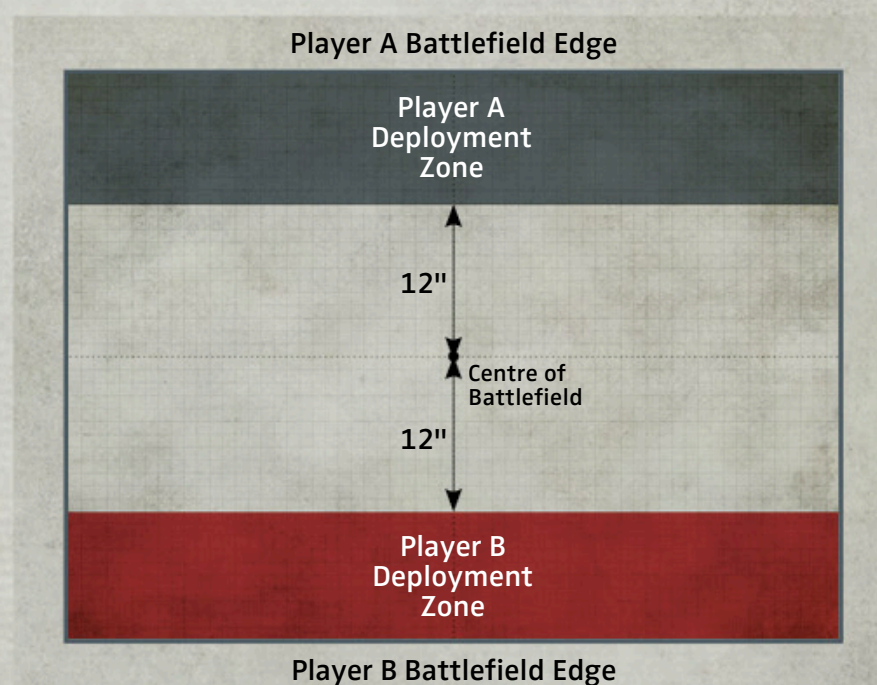 Player A Battlefield Edge
Player A
Deployment
Zone
12"
Centre of
Battlefield
12"
Player B
Deployment
Zone
Player B Battlefield Edge